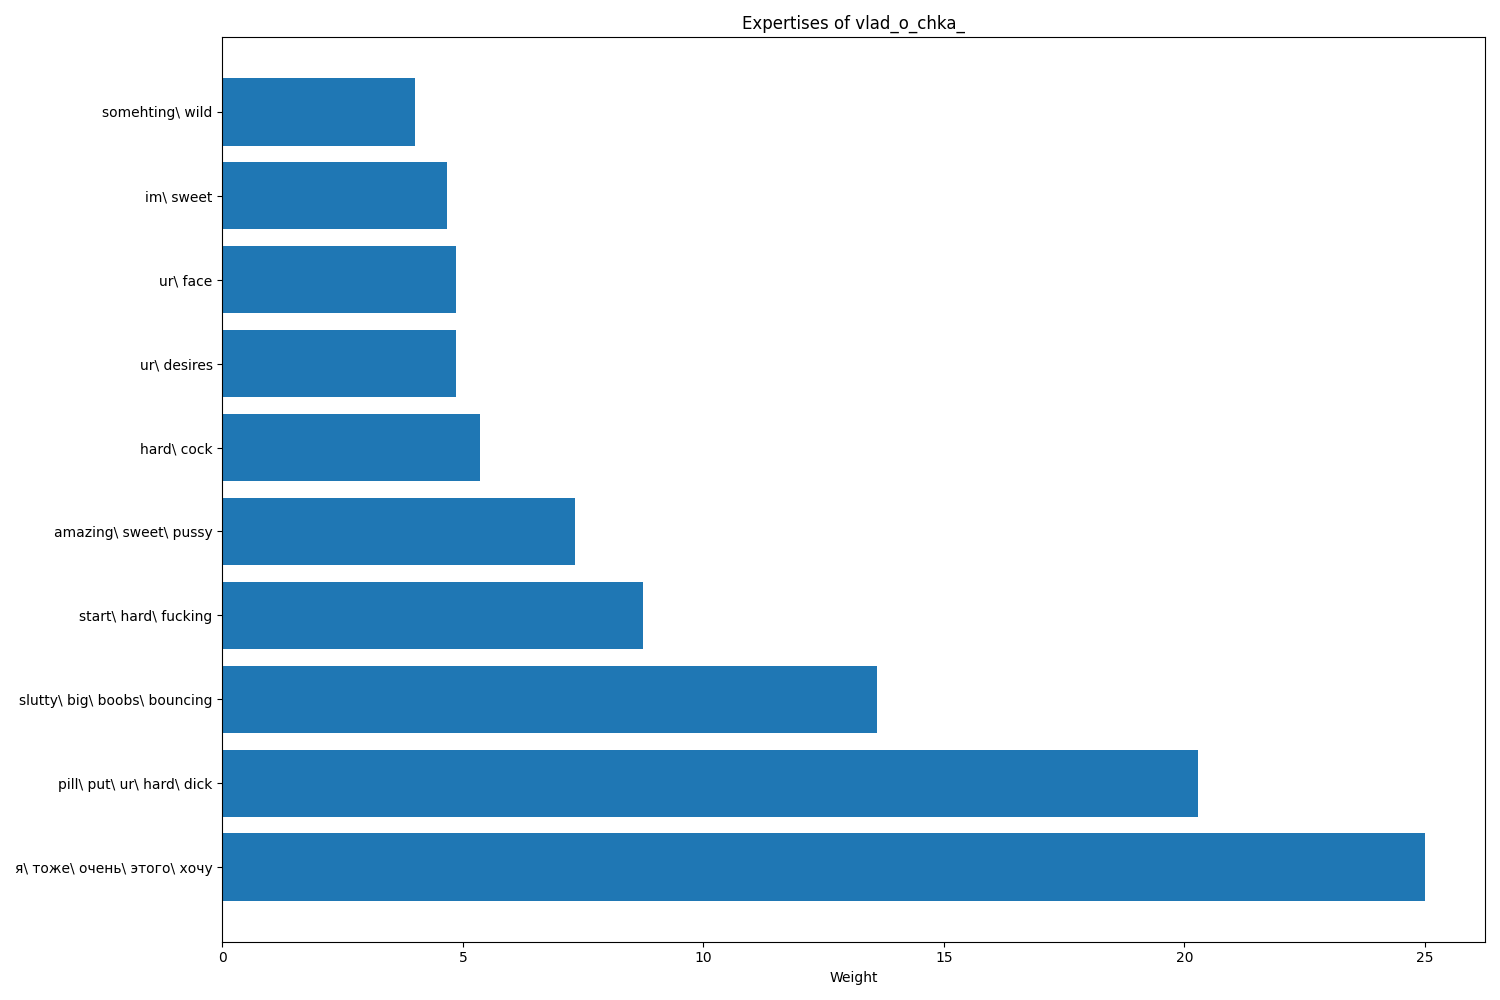 Expertises of vlad_o_chka_
somehting\ wild
im\ sweet
ur\ face
ur\ desires
hard\ cock
amazing\ sweet\ pussy
start\ hard\ fucking
slutty\ big\ boobs\ bouncing
pill\ put\ ur\ hard\ dick
я\ тоже\ очень\ этого\ хочу
0 5 10 15 20 25
Weight